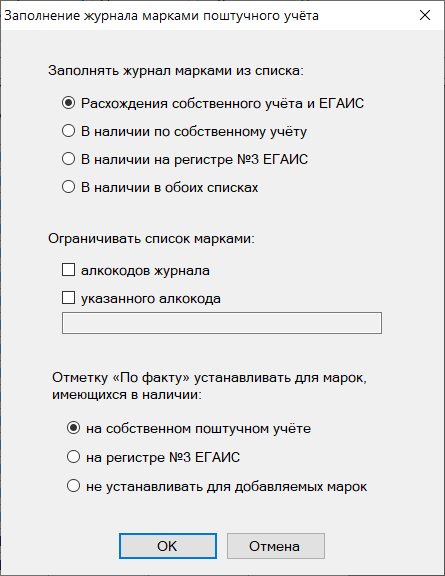 Заполнение журнала марками поштучного учёта
Заполнять журнал марками из списка:
Расхождения собственного учёта и ЕГАИС
В наличии по собственному учёту
В наличии на регистре №3 ЕГАИС
В наличии в обоих списках
Ограничивать список марками:
алкокодов журнала
указанного алкокода
Отметку «По факту» устанавливать для марок,
имеющихся в наличии:
на собственном поштучном учёте
на регистре №3 ЕГАИС
не устанавливать для добавляемых марок
OK
Отмена